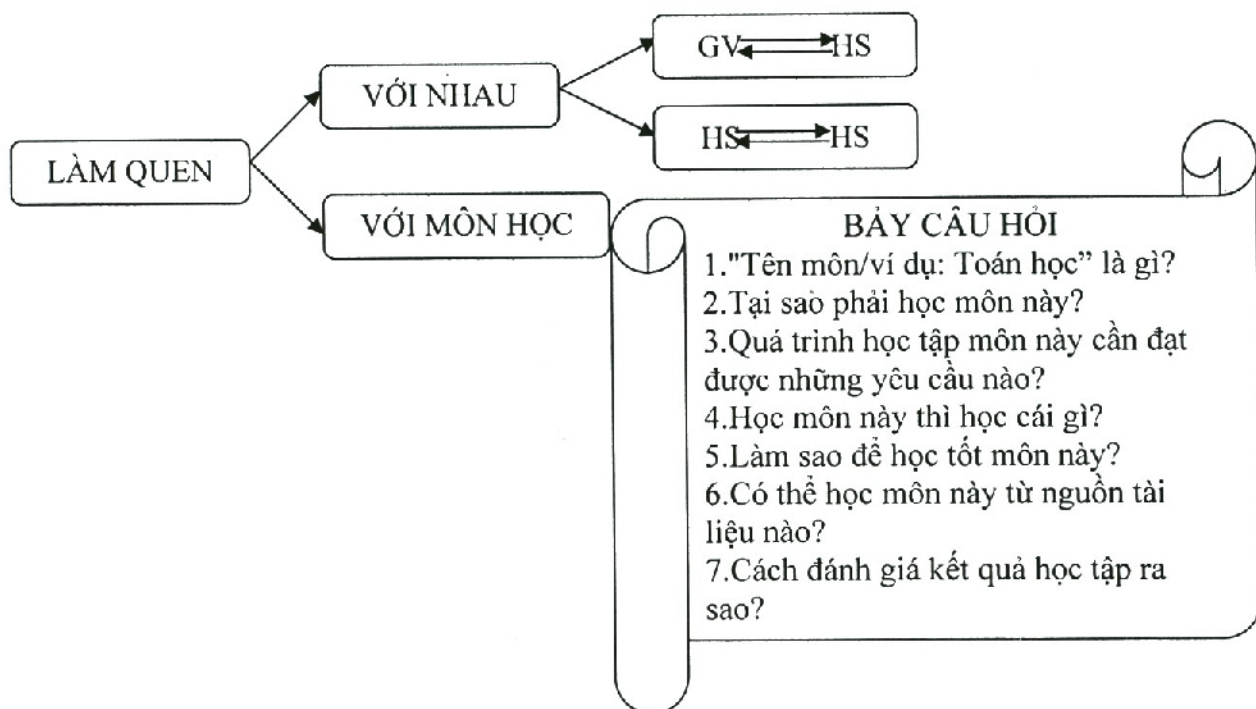 GV HS
VỚI NHAU
HS HS
LÀM QUEN
VỚI MÔN HỌC
BẢY CÂU HỎI
1."Tên môn/ví dụ: Toán học” là gì?
2.Tại sao phải học môn này?
3.Quá trình học tập môn này cần đạt
được những yêu cầu nào?
4.Học môn này thì học cái gì?
5.Làm sao để học tốt môn này?
6.Có thể học môn này từ nguồn tài
liệu nào?
7.Cách đánh giá kết quả học tập ra
sao?